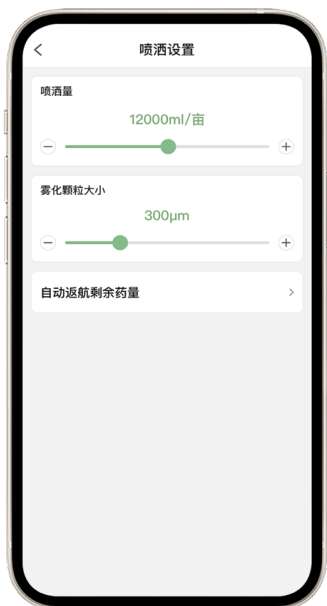 喷洒设置
喷洒量
12000ml/亩
雾化颗粒大小
300μm
自动返航剩余药量